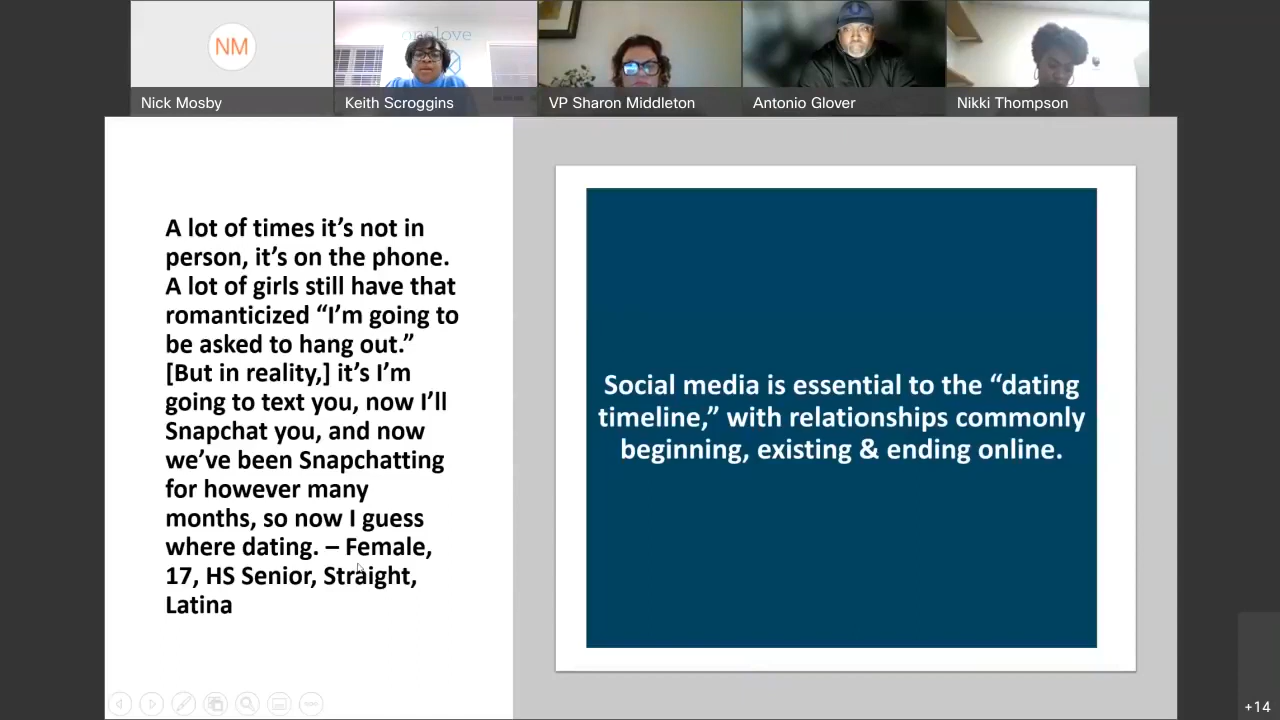 NM
onelove
Nick Mosby
Keith Scroggins
VP Sharon Middleton
Antonio Glover
Nikki Thompson
A lot of times it’s not in
person, it’s on the phone.
A lot of girls still have that
romanticized “I’m going to
be asked to hang out.”
[But in reality,] it’s I’m
going to text you, now I’ll
Snapchat you, and now
we’ve been Snapchatting
for however many
months, so now I guess
where dating. – Female,
17, HS Senior, Straight,
Latina
Social media is essential to the “dating
timeline,” with relationships commonly
beginning, existing & ending online.
+14